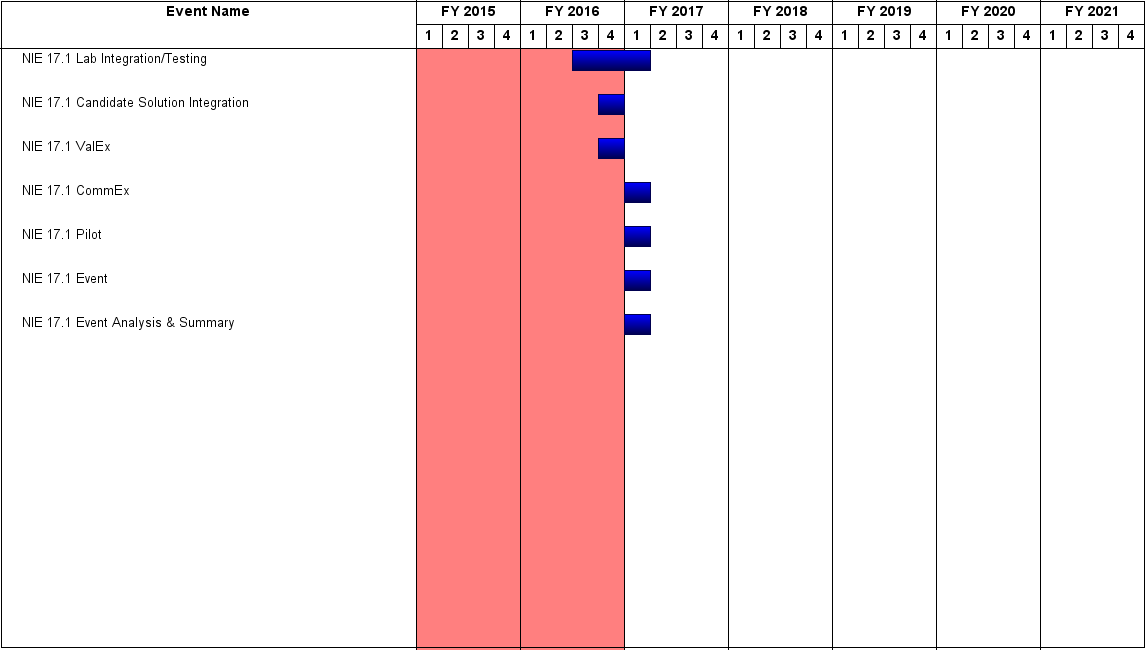 Event Name FY 2015 FY 2016 FY 2017 FY 2018 FY 2019 FY 2020 FY 2021
1 2 3 4 1 2 3 4 1 2 3 4 1 2 3 4 1 2 3 4 1 2 3 4 1 2 3 4
NIE 17.1 Lab Integration/Testing
NIE 17.1 Candidate Solution Integration
NIE 17.1 ValEx
NIE 17.1 CommEx
NIE 17.1 Pilot
NIE 17.1 Event
NIE 17.1 Event Analysis & Summary